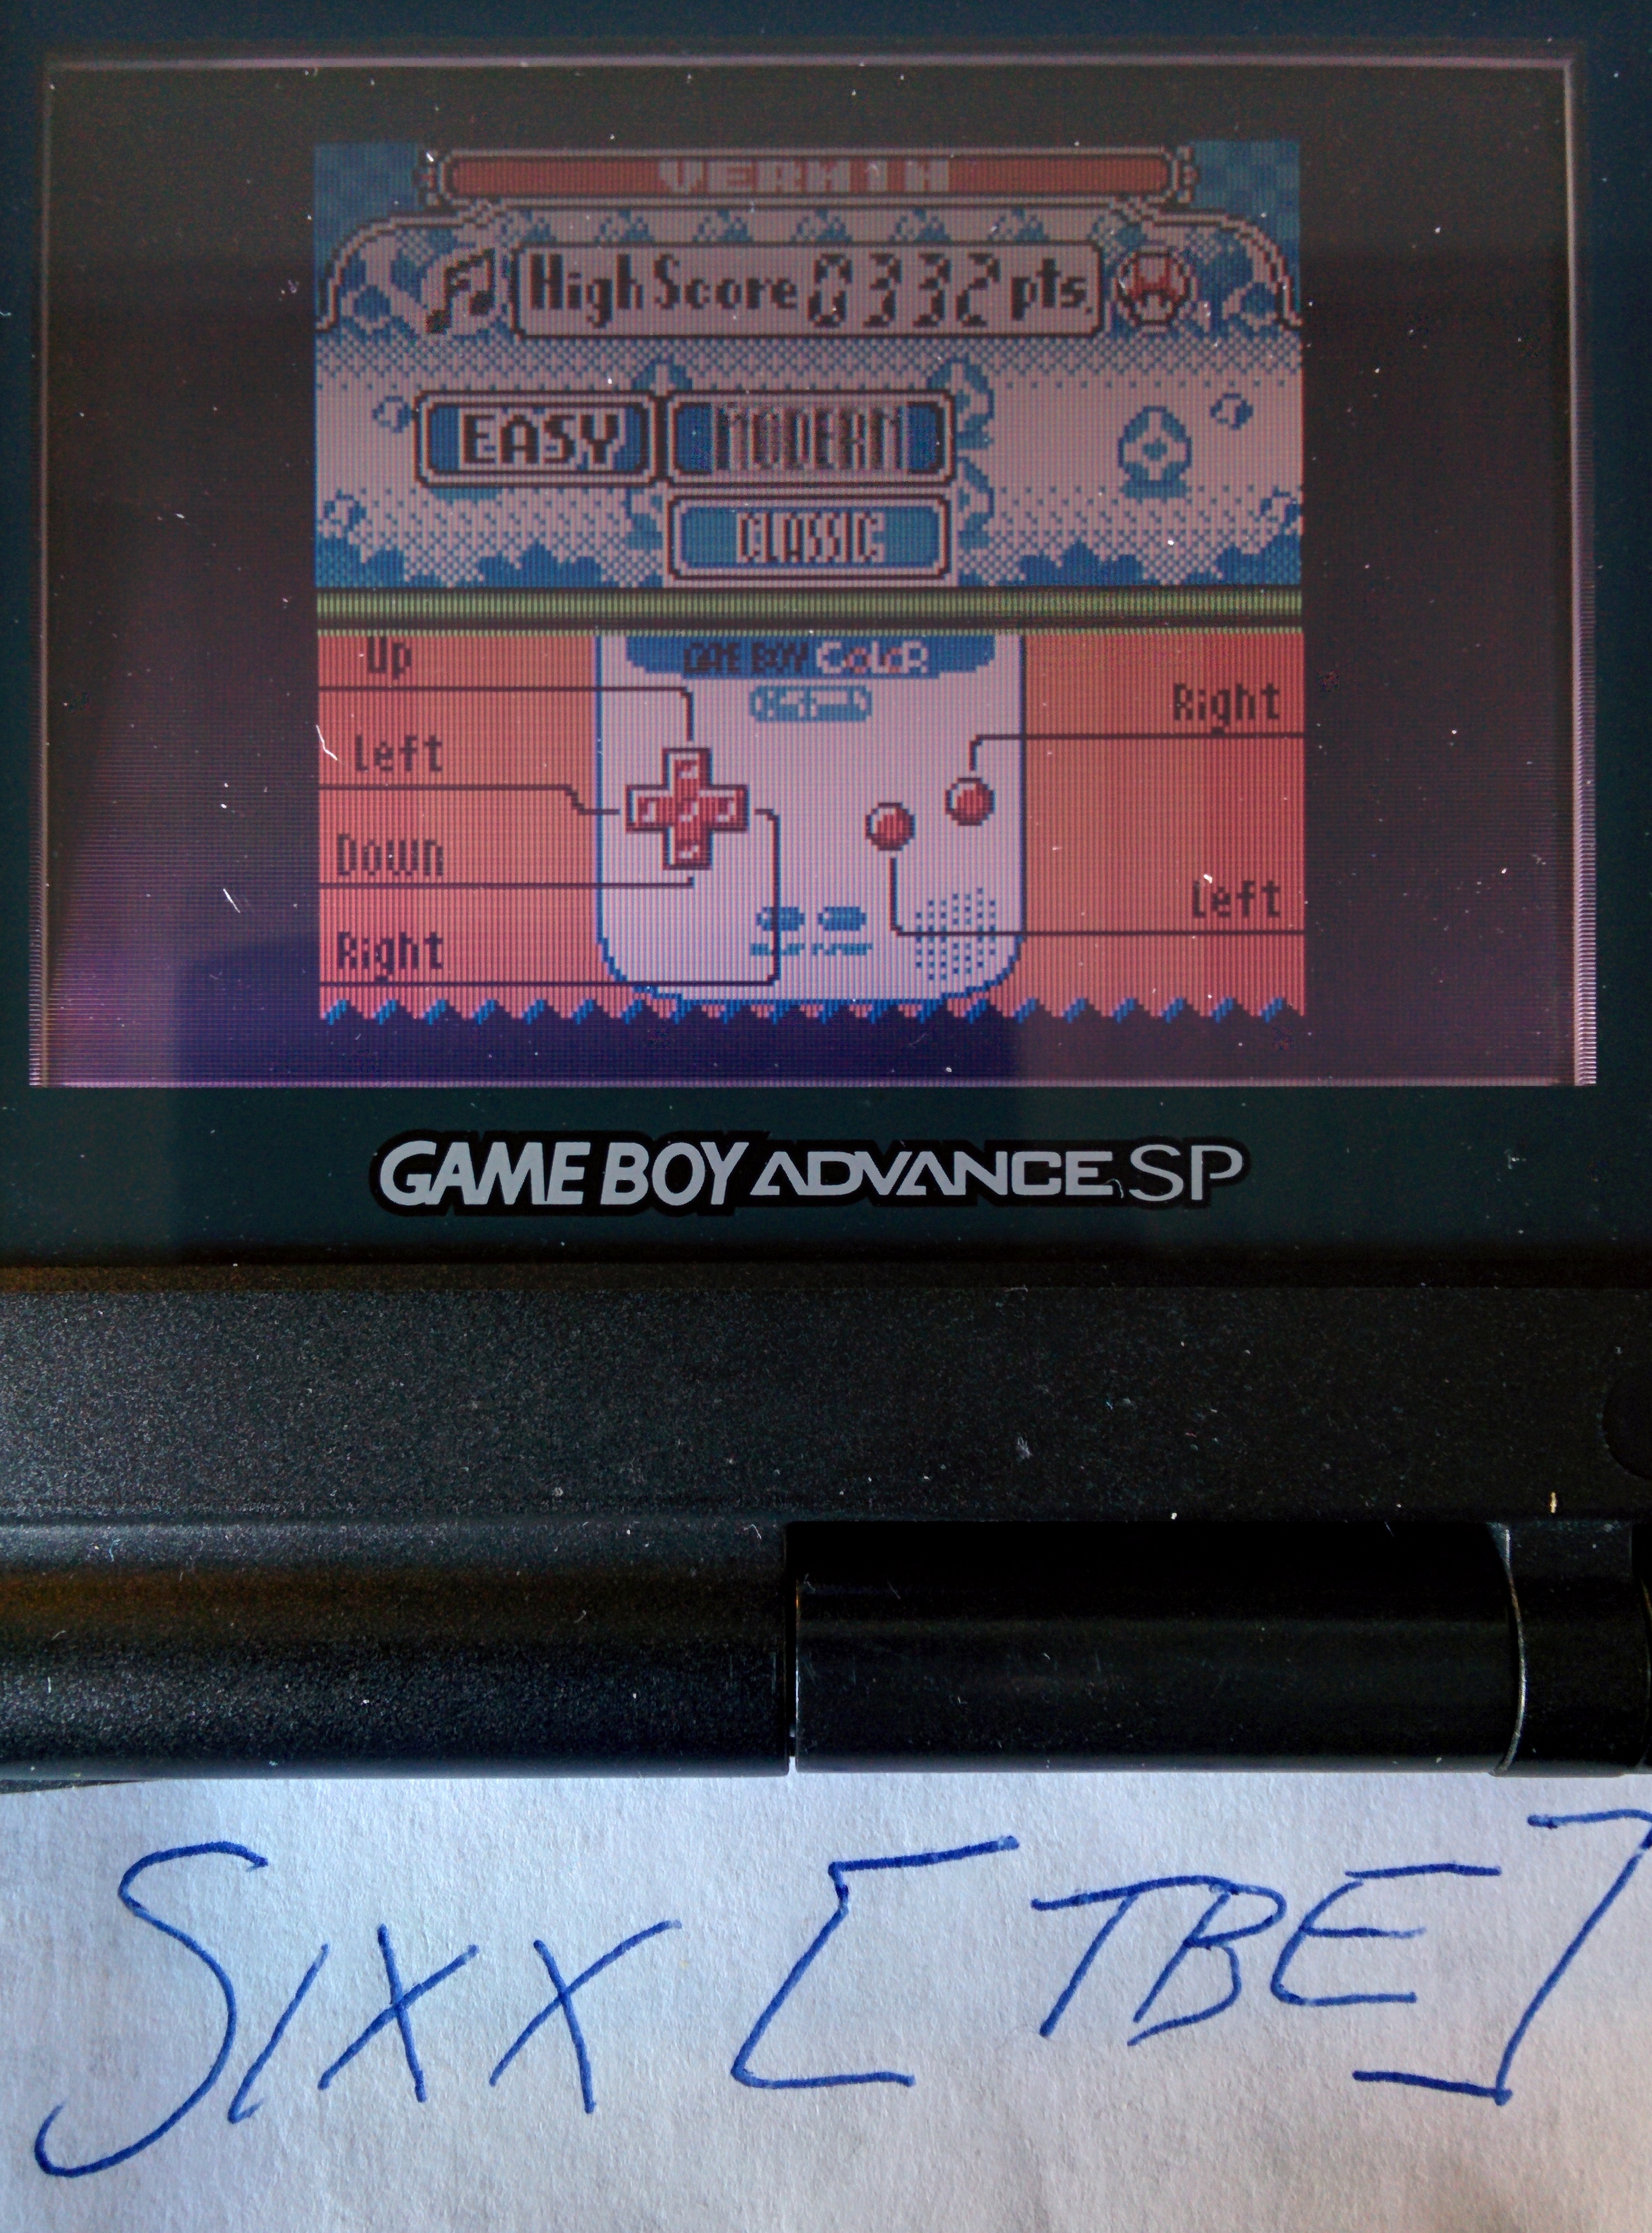 VERMIN
High Score 0332 pts.
EASY MODERN
CLASSIC
GAME BOY COLOR
Up
Right
Left
Down
Left
Right
GAME BOY ADVANCE SP
SIXX [TBE]